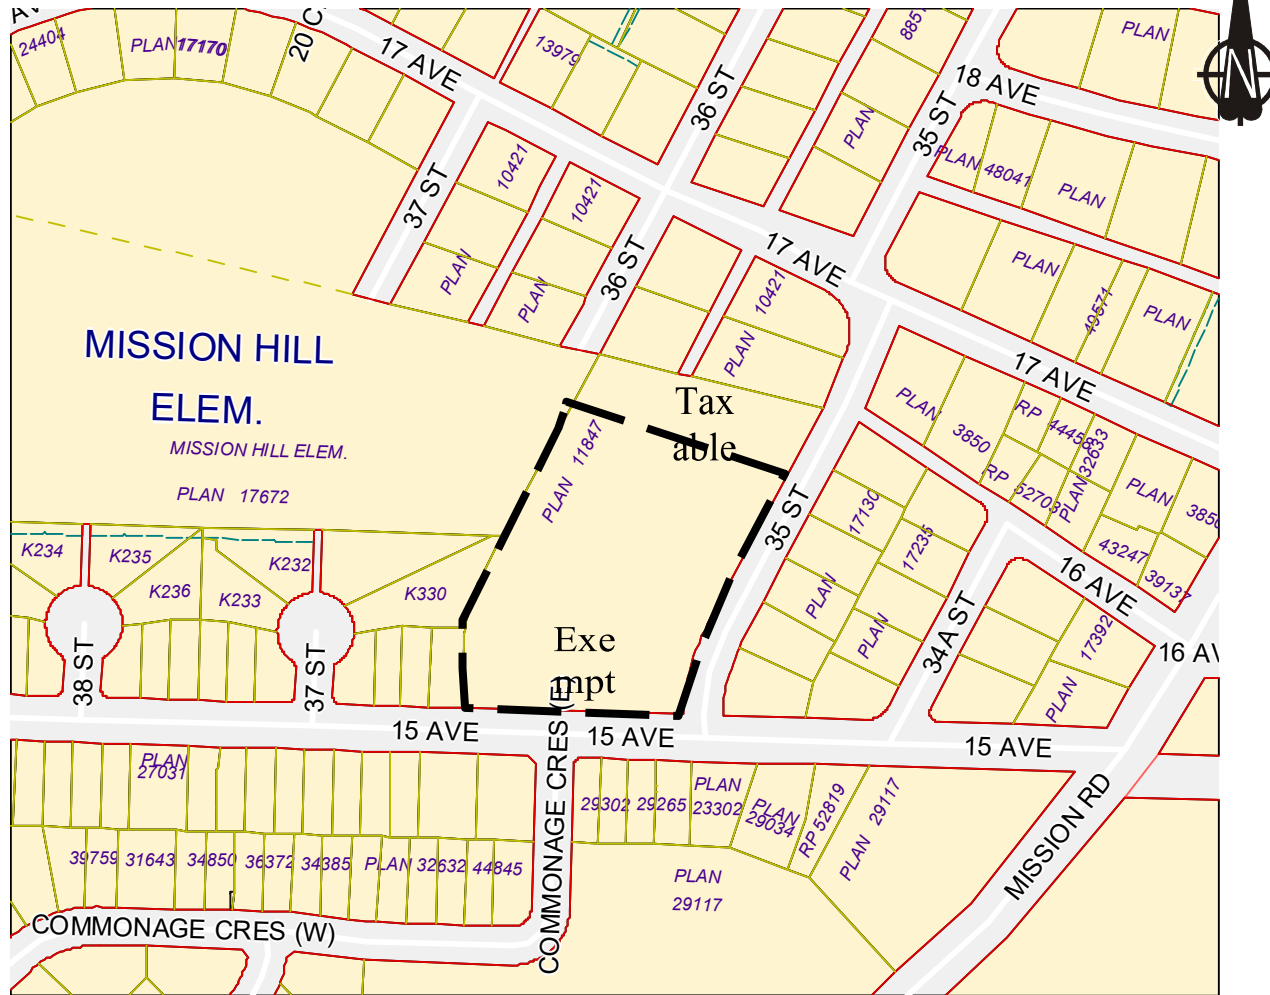 AV
24404
PLAN
17170
20 C
17 AVE
13979
36 ST
885
PLAN
18 AVE
35 ST
PLAN
N
PLAN
48041
PLAN
37 ST
10421
10421
PLAN
PLAN
36 ST
17 AVE
10421
PLAN
PLAN
49571
PLAN
MISSION HILL
ELEM.
MISSION HILL ELEM.
PLAN 17672
Tax
able
PLAN 11847
17 AVE
PLAN
3850
RP
44458
32633
PLAN
RP
52703
PLAN
3850
43247
39137
35 ST
17130
17235
PLAN
PLAN
16 AVE
34A ST
17392
PLAN
16 AV
K234
K235
K236
K233
K232
K330
38 ST
37 ST
Exe
mpt
15 AVE
15 AVE
15 AVE
COMMONAGE CRES (E)
PLAN
27031
29302
29265
PLAN
23302
PLAN
29034
RP 52819
PLAN 29117
MISSION RD
39759
31643
34850
36372
34385
PLAN
32632
44845
PLAN
29117
COMMONAGE CRES (W)